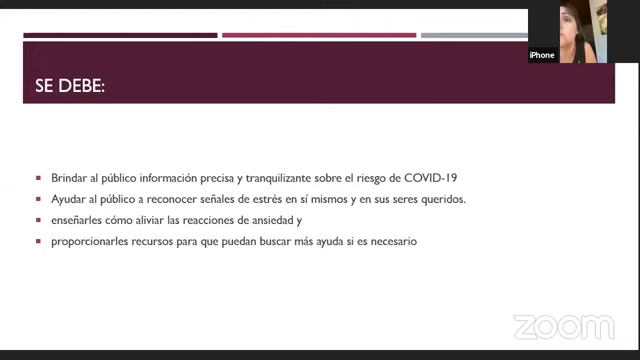 iPhone
SE DEBE:
Brindar al público información precisa y tranquilizante sobre el riesgo de COVID-19
Ayudar al público a reconocer señales de estrés en sí mismos y en sus seres queridos.
enseñarles cómo aliviar las reacciones de ansiedad y
proporcionarles recursos para que puedan buscar más ayuda si es necesario
zoom